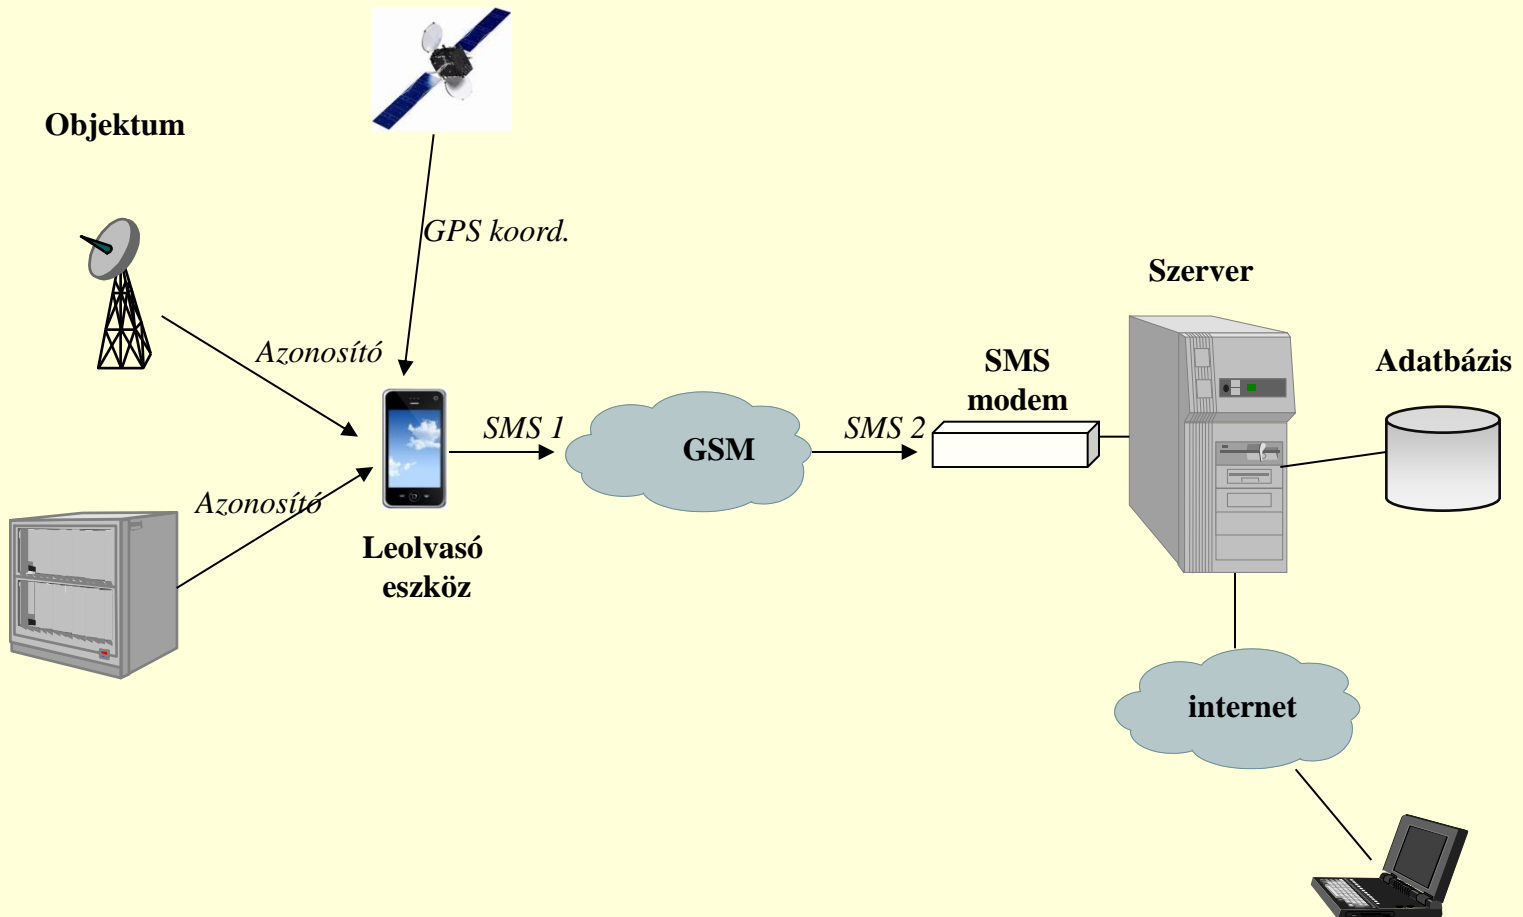 Objektum
GPS koord.
Szerver
Azonosító
SMS
modem
Adatbázis
SMS 1
GSM
SMS 2
Azonosító
Leolvasó
eszköz
internet